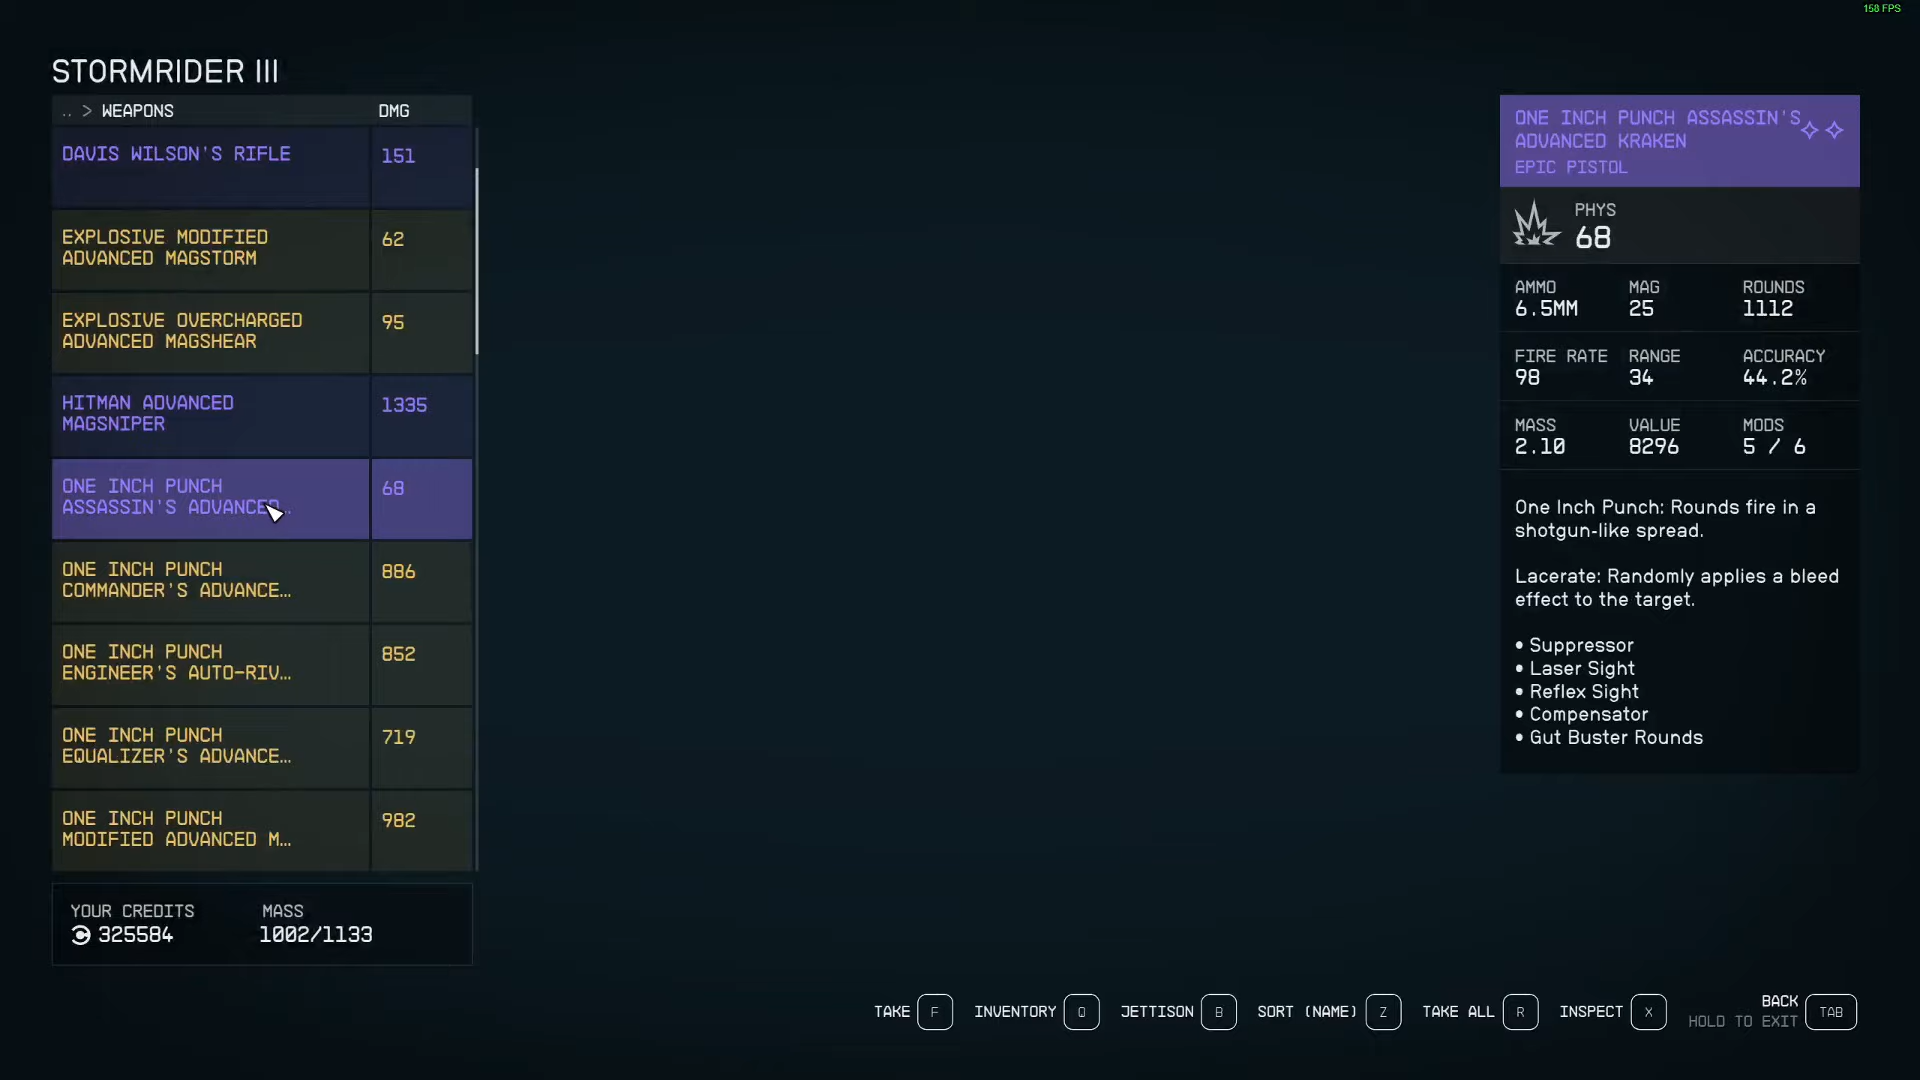 158 FPS
STORMRIDER III
.. > WEAPONS DMG
DAVIS WILSON'S RIFLE 151
EXPLOSIVE MODIFIED
ADVANCED MAGSTORM
62
EXPLOSIVE OVERCHARGED
ADVANCED MAGSHEAR
95
HITMAN ADVANCED
MAGSNIPER
1335
ONE INCH PUNCH
ASSASSIN'S ADVANCED...
68
ONE INCH PUNCH
COMMANDER'S ADVANCE...
886
ONE INCH PUNCH
ENGINEER'S AUTO-RIV...
852
ONE INCH PUNCH
EQUALIZER'S ADVANCE...
719
ONE INCH PUNCH
MODIFIED ADVANCED M...
982
YOUR CREDITS MASS
325584 1002/1133
ONE INCH PUNCH ASSASSIN'S
ADVANCED KRAKEN
EPIC PISTOL
PHYS
68
AMMO MAG ROUNDS
6.5MM 25 1112
FIRE RATE RANGE ACCURACY
98 34 44.2%
MASS VALUE MODS
2.10 8296 5 / 6
One Inch Punch: Rounds fire in a
shotgun-like spread.
Lacerate: Randomly applies a bleed
effect to the target.
• Suppressor
• Laser Sight
• Reflex Sight
• Compensator
• Gut Buster Rounds
TAKE F INVENTORY Q JETTISON B SORT (NAME) Z TAKE ALL R INSPECT X BACK TAB
HOLD TO EXIT